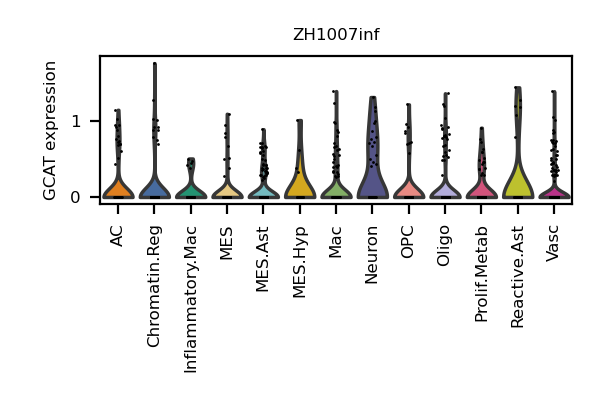 ZH1007inf
GCAT expression
1
0
AC
Chromatin.Reg
Inflammatory.Mac
MES
MES.Ast
MES.Hyp
Mac
Neuron
OPC
Oligo
Prolif.Metab
Reactive.Ast
Vasc